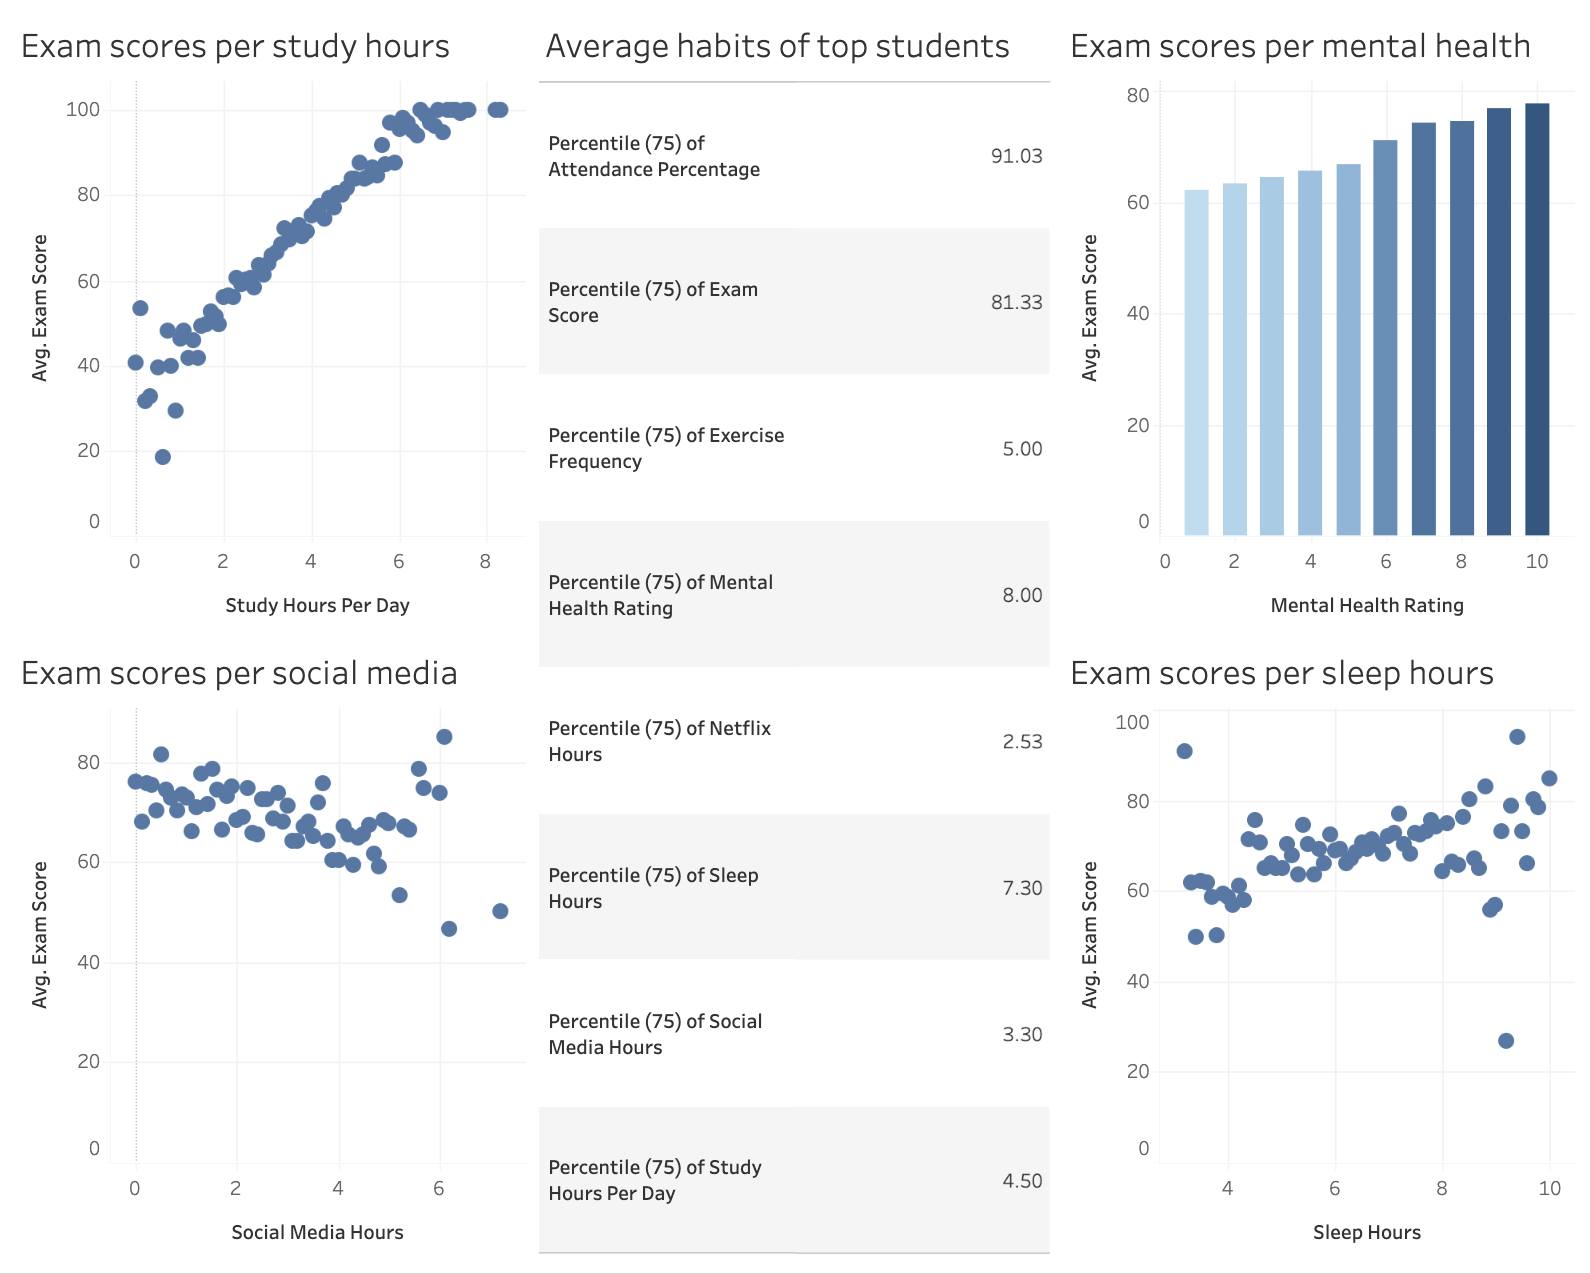 Exam scores per study hours
100
80
60
40
20
0
Avg. Exam Score
0 2 4 6 8
Study Hours Per Day
Exam scores per social media
80
60
40
20
0
Avg. Exam Score
0 2 4 6
Social Media Hours
Average habits of top students
Percentile (75) of
Attendance Percentage
91.03
Percentile (75) of Exam
Score
81.33
Percentile (75) of Exercise
Frequency
5.00
Percentile (75) of Mental
Health Rating
8.00
Percentile (75) of Netflix
Hours
2.53
Percentile (75) of Sleep
Hours
7.30
Percentile (75) of Social
Media Hours
3.30
Percentile (75) of Study
Hours Per Day
4.50
Exam scores per mental health
80
60
40
20
0
Avg. Exam Score
0 2 4 6 8 10
Mental Health Rating
Exam scores per sleep hours
100
80
60
40
20
0
Avg. Exam Score
4 6 8 10
Sleep Hours